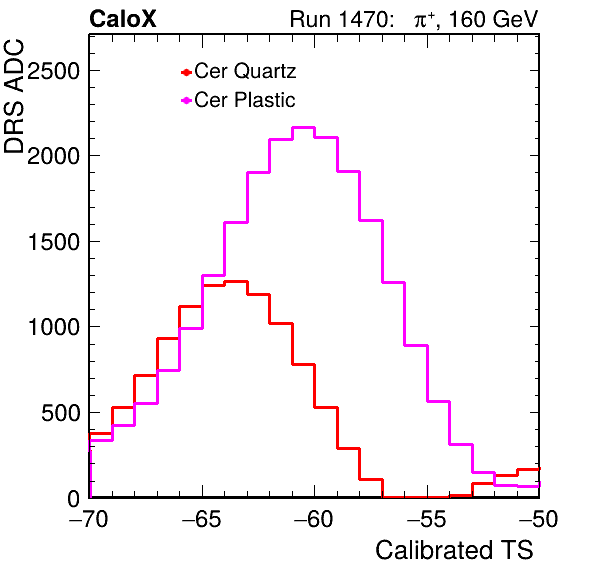 CaloX Run 1470: π⁺, 160 GeV
DRS ADC
Cer Quartz
Cer Plastic
2500
2000
1500
1000
500
0
−70 −65 −60 −55 −50
Calibrated TS